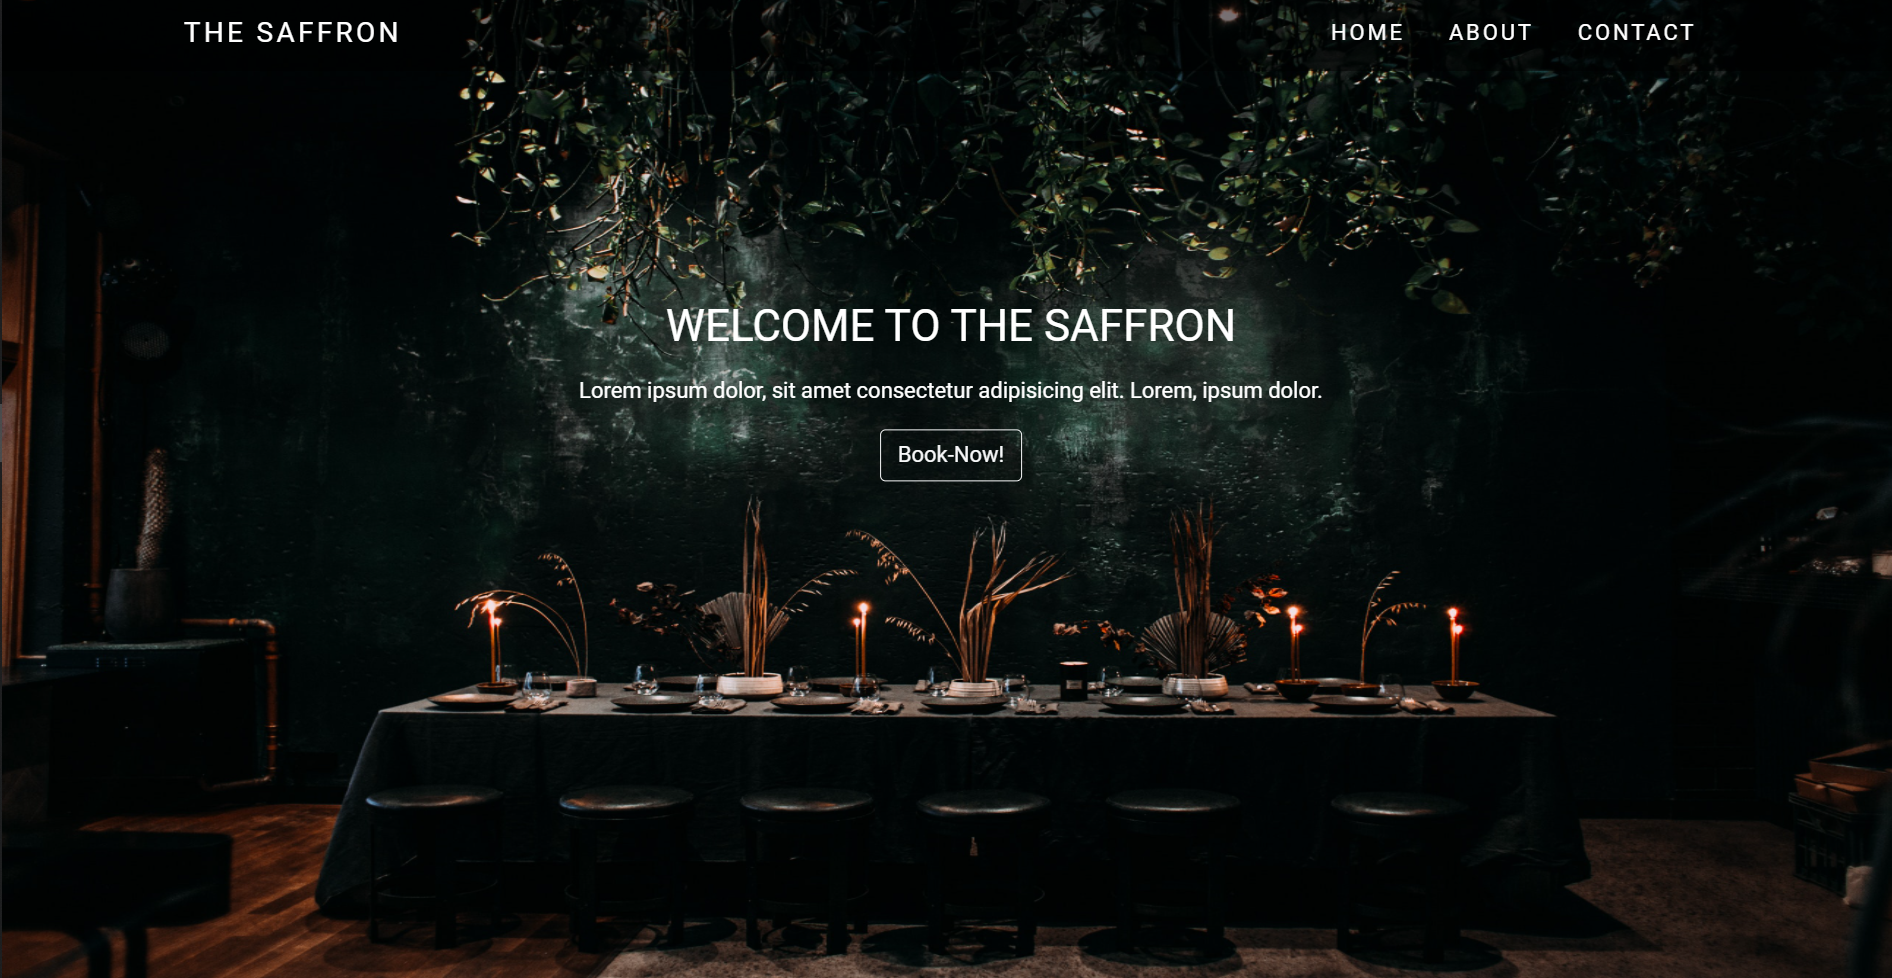 THE SAFFRON
HOME ABOUT CONTACT
WELCOME TO THE SAFFRON
Lorem ipsum dolor, sit amet consectetur adipisicing elit. Lorem, ipsum dolor.
Book-Now!